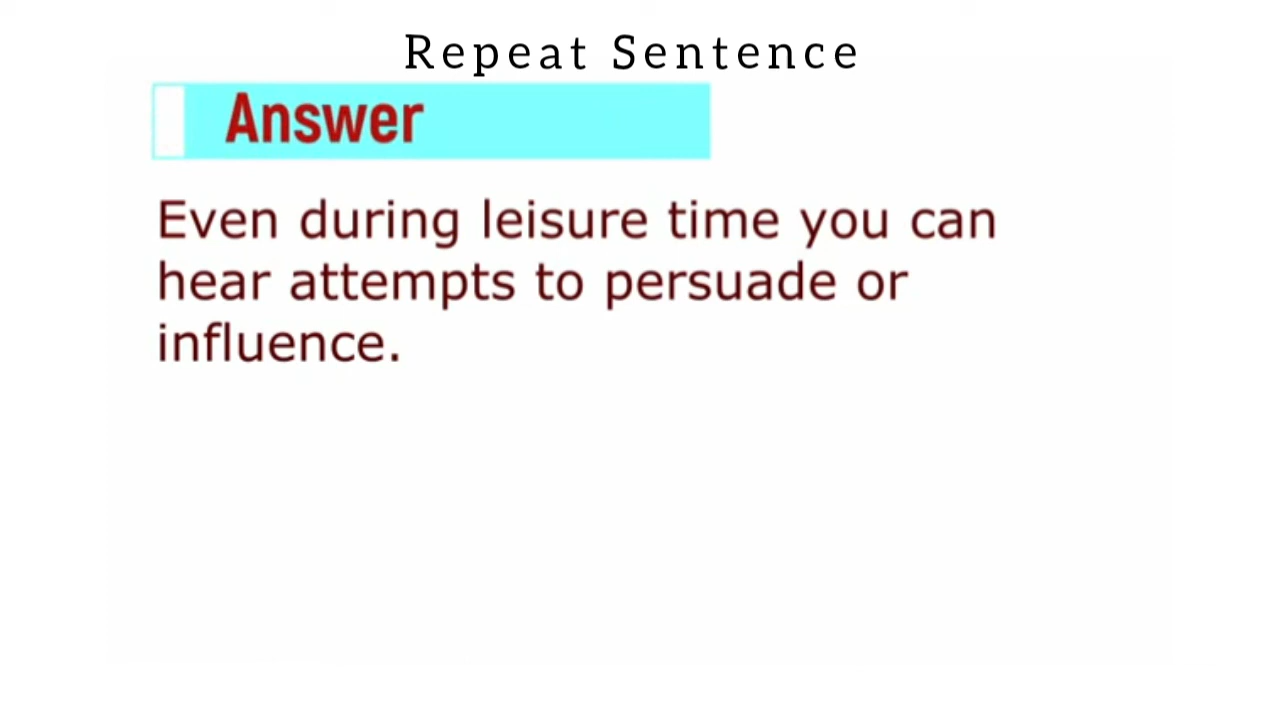 Repeat Sentence
Answer
Even during leisure time you can
hear attempts to persuade or
influence.